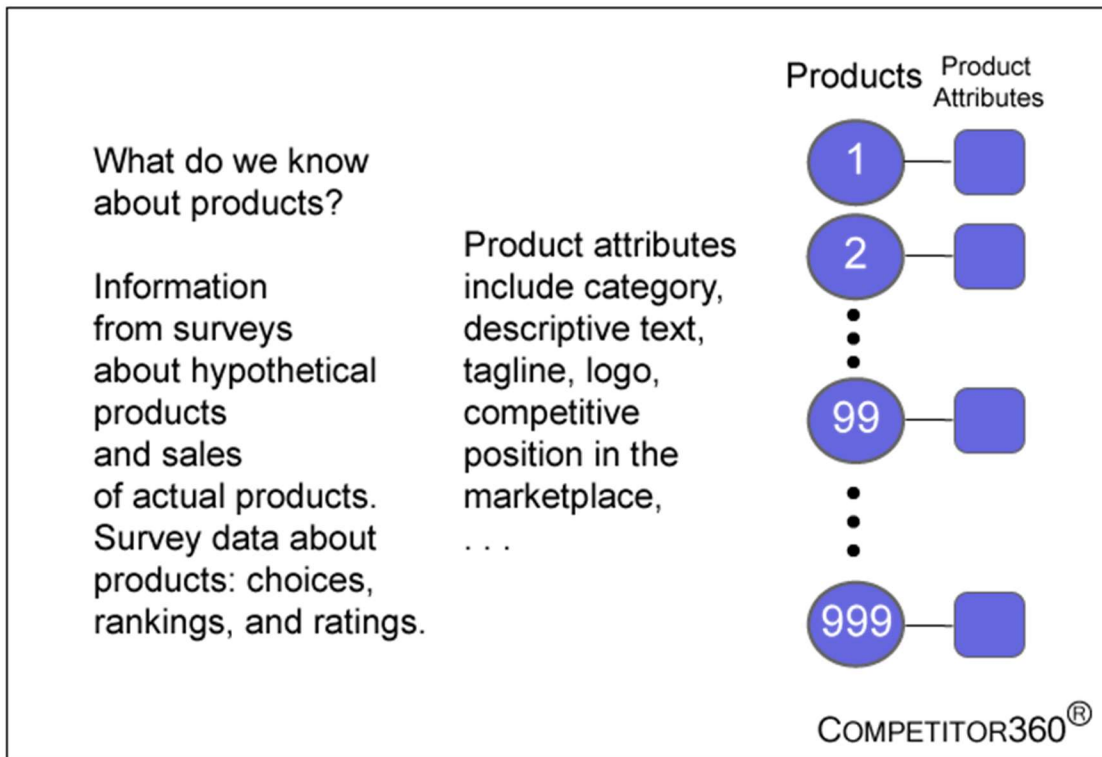 What do we know
about products?
Information
from surveys
about hypothetical
products
and sales
of actual products.
Survey data about
products: choices,
rankings, and ratings.
Product attributes
include category,
descriptive text,
tagline, logo,
competitive
position in the
marketplace,
. . .
Products
Product
Attributes
1
2
99
999
COMPETITOR360®